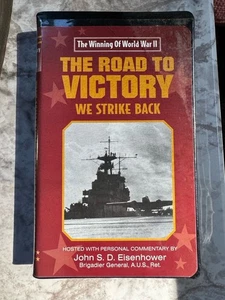 The Winning Of World War II
THE ROAD TO
VICTORY
WE STRIKE BACK
HOSTED WITH PERSONAL COMMENTARY BY
John S. D. Eisenhower
Brigadier General, A.U.S., Ret.